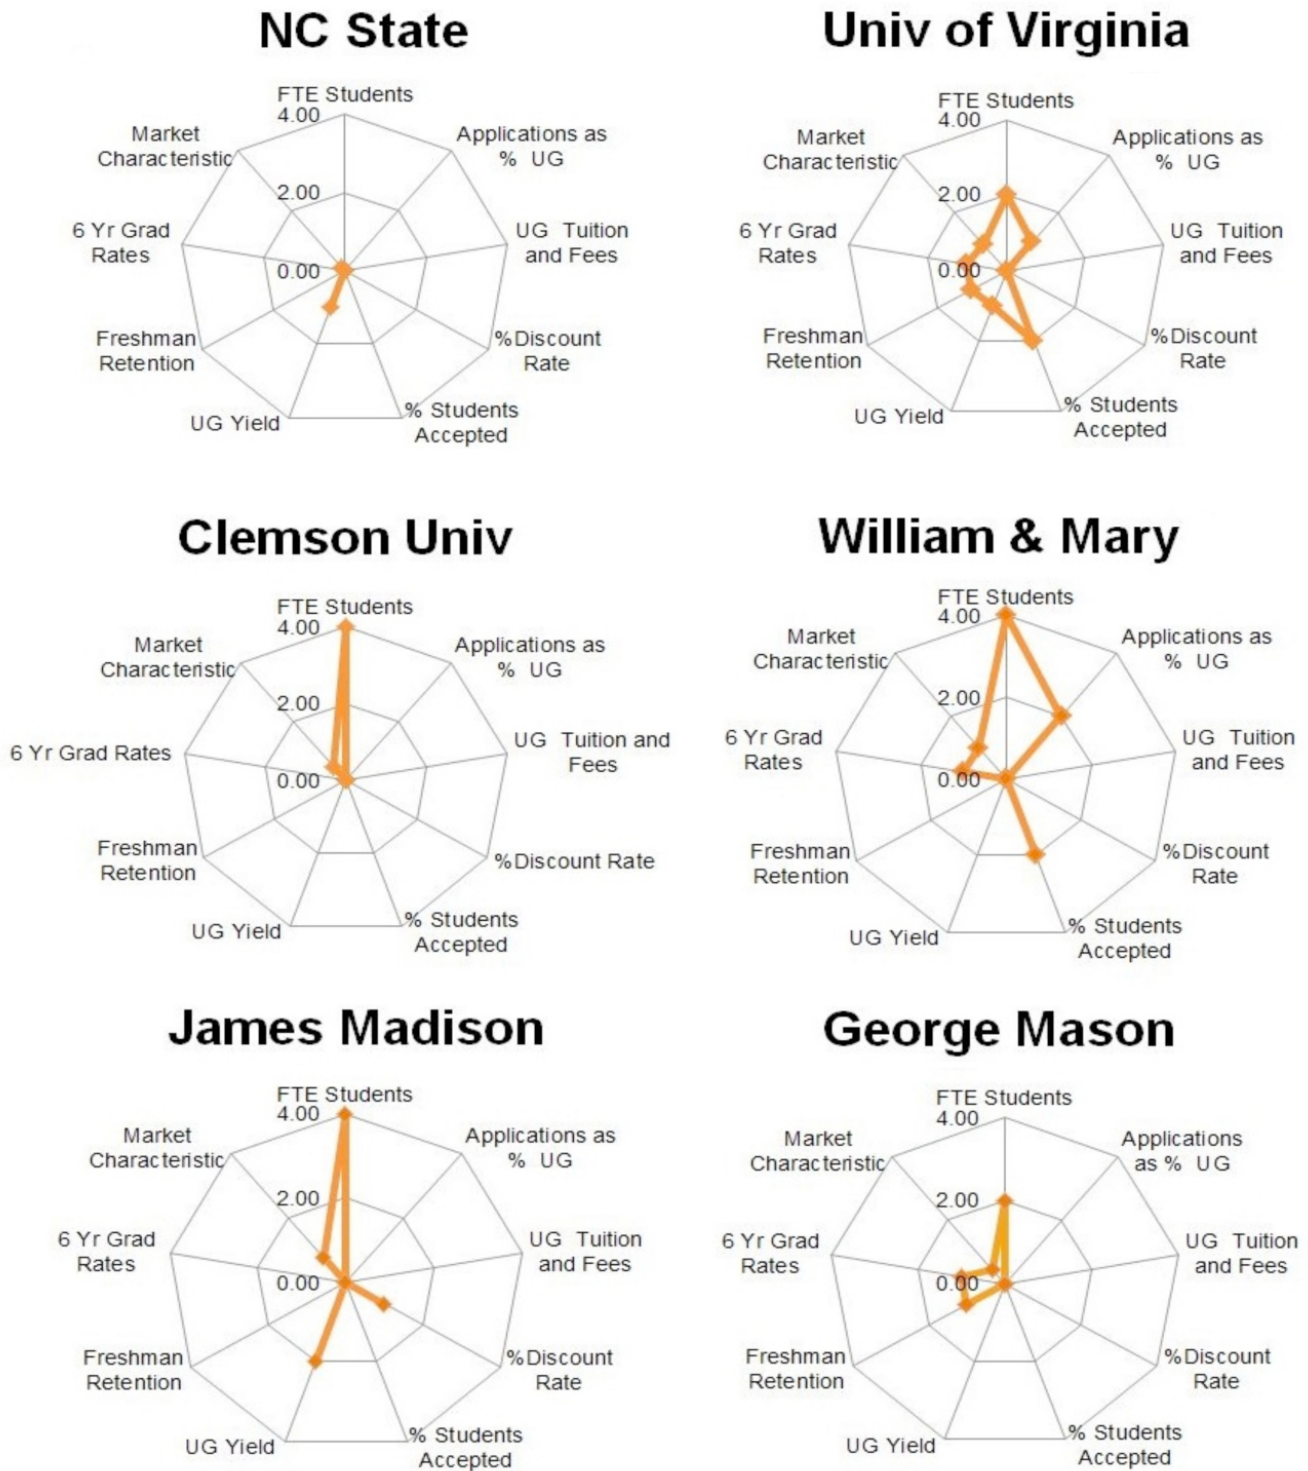 NC State
FTE Students
4.00
Market
Characteristic
Applications as
% UG
2.00
6 Yr Grad
Rates
UG Tuition
and Fees
0.00
Freshman
Retention
%Discount
Rate
UG Yield
% Students
Accepted
Univ of Virginia
FTE Students
4.00
Market
Characteristic
Applications as
% UG
2.00
6 Yr Grad
Rates
UG Tuition
and Fees
0.00
Freshman
Retention
%Discount
Rate
UG Yield
% Students
Accepted
Clemson Univ
FTE Students
4.00
Market
Characteristic
Applications as
% UG
2.00
6 Yr Grad Rates
UG Tuition and
Fees
0.00
Freshman
Retention
%Discount Rate
UG Yield
% Students
Accepted
William & Mary
FTE Students
4.00
Market
Characteristic
Applications as
% UG
2.00
6 Yr Grad
Rates
UG Tuition
and Fees
0.00
Freshman
Retention
%Discount
Rate
UG Yield
% Students
Accepted
James Madison
FTE Students
4.00
Market
Characteristic
Applications as
% UG
2.00
6 Yr Grad
Rates
UG Tuition
and Fees
0.00
Freshman
Retention
%Discount
Rate
UG Yield
% Students
Accepted
George Mason
FTE Students
4.00
Market
Characteristic
Applications
as % UG
2.00
6 Yr Grad
Rates
UG Tuition
and Fees
0.00
Freshman
Retention
%Discount
Rate
UG Yield
% Students
Accepted